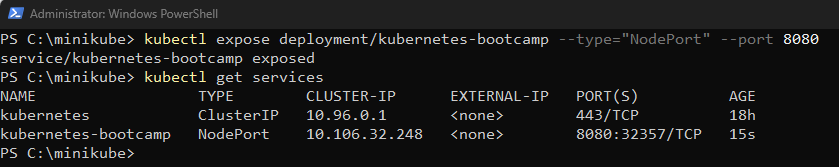 Administrator: Windows PowerShell
PS C:\minikube> kubectl expose deployment/kubernetes-bootcamp --type="NodePort" --port 8080
service/kubernetes-bootcamp exposed
PS C:\minikube> kubectl get services
NAME                  TYPE        CLUSTER-IP      EXTERNAL-IP   PORT(S)          AGE
kubernetes            ClusterIP   10.96.0.1       <none>        443/TCP          18h
kubernetes-bootcamp   NodePort    10.106.32.248   <none>        8080:32357/TCP   15s
PS C:\minikube>